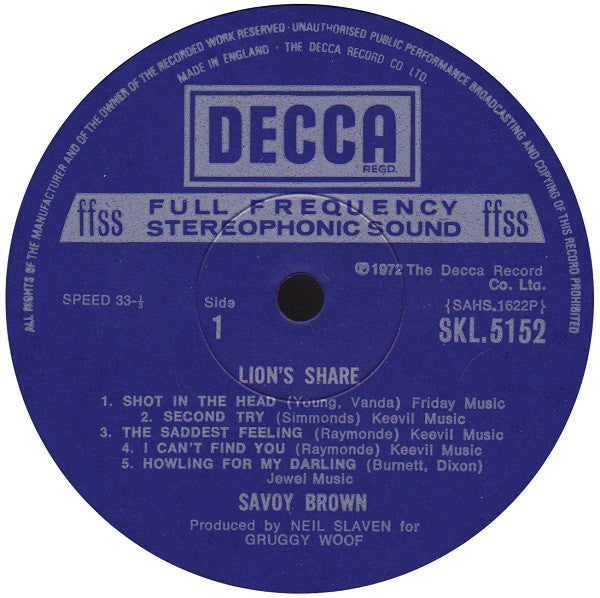 ALL RIGHTS OF THE MANUFACTURER AND OF THE OWNER OF THE RECORDED WORK RESERVED · UNAUTHORISED PUBLIC PERFORMANCE BROADCASTING AND COPYING OF THIS RECORD PROHIBITED
MADE IN ENGLAND · THE DECCA RECORD CO LTD.
DECCA
REGD.
ffss FULL FREQUENCY STEREOPHONIC SOUND ffss
℗1972 The Decca Record Co. Ltd.
SPEED 33-⅓
Side
1
{SAHS.1622P}
SKL.5152
LION'S SHARE
1. SHOT IN THE HEAD (Young, Vanda) Friday Music
2. SECOND TRY (Simmonds) Keevil Music
3. THE SADDEST FEELING (Raymonde) Keevil Music
4. I CAN'T FIND YOU (Raymonde) Keevil Music
5. HOWLING FOR MY DARLING (Burnett, Dixon)
Jewel Music
SAVOY BROWN
Produced by NEIL SLAVEN for
GRUGGY WOOF